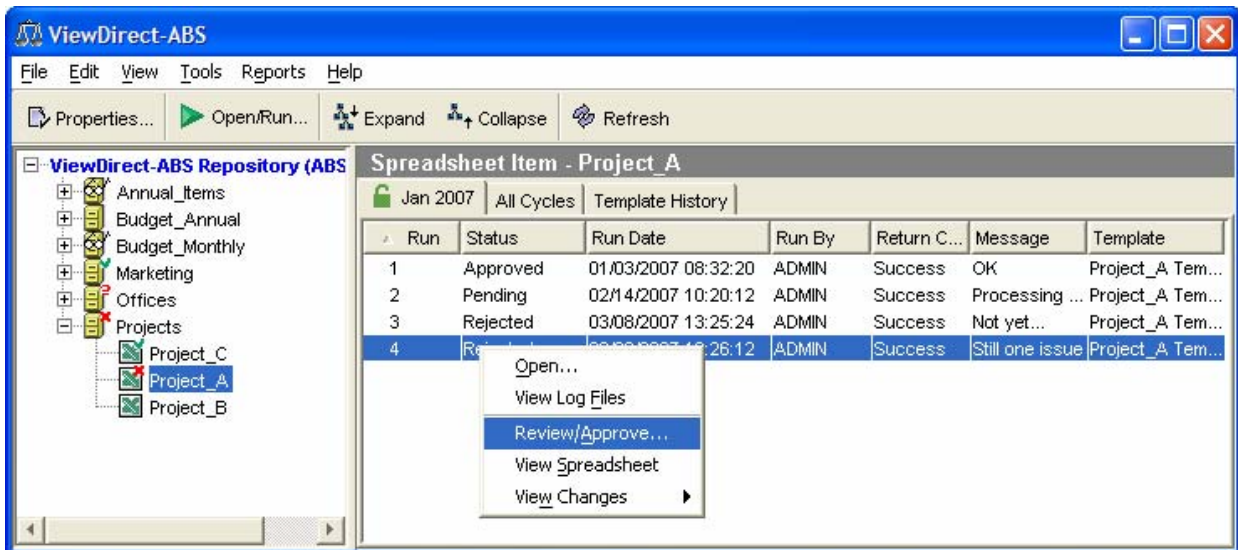 ViewDirect-ABS
File Edit View Tools Reports Help
Properties... Open/Run... Expand Collapse Refresh
ViewDirect-ABS Repository (ABS
Annual_Items
Budget_Annual
Budget_Monthly
Marketing
Offices
Projects
Project_C
Project_A
Project_B
Spreadsheet Item - Project_A
Jan 2007 All Cycles Template History
Run Status Run Date Run By Return C... Message Template
1 Approved 01/03/2007 08:32:20 ADMIN Success OK Project_A Tem...
2 Pending 02/14/2007 10:20:12 ADMIN Success Processing ... Project_A Tem...
3 Rejected 03/08/2007 13:25:24 ADMIN Success Not yet... Project_A Tem...
4 :26:12 ADMIN Success Still one issue Project_A Tem...
Open...
View Log Files
Review/Approve...
View Spreadsheet
View Changes